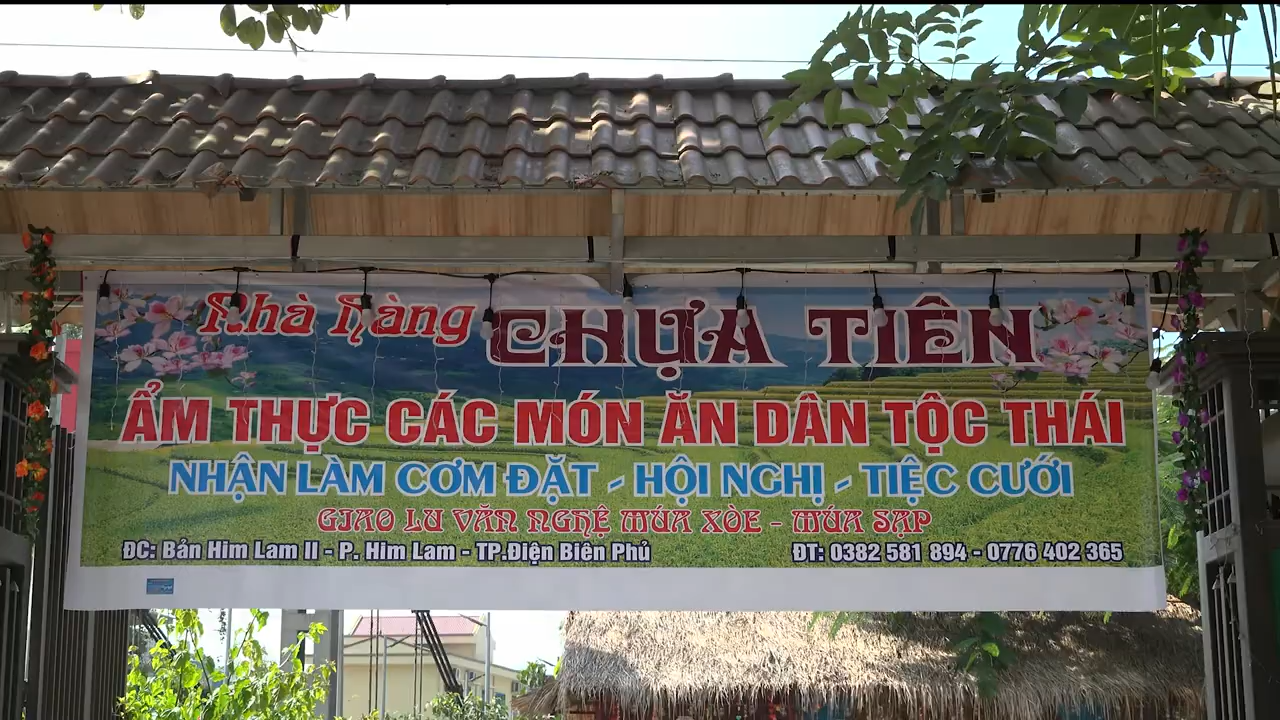 Nhà hàng CHỰA TIÊN
ẨM THỰC CÁC MÓN ĂN DÂN TỘC THÁI
NHẬN LÀM CƠM ĐẶT - HỘI NGHỊ - TIỆC CƯỚI
GIAO LU VĂN NGHỆ MÚA XÒE - MÚA SẠP
ĐC: Bản Him Lam II - P. Him Lam - TP.Điện Biên Phủ
ĐT: 0382 581 894 - 0776 402 365